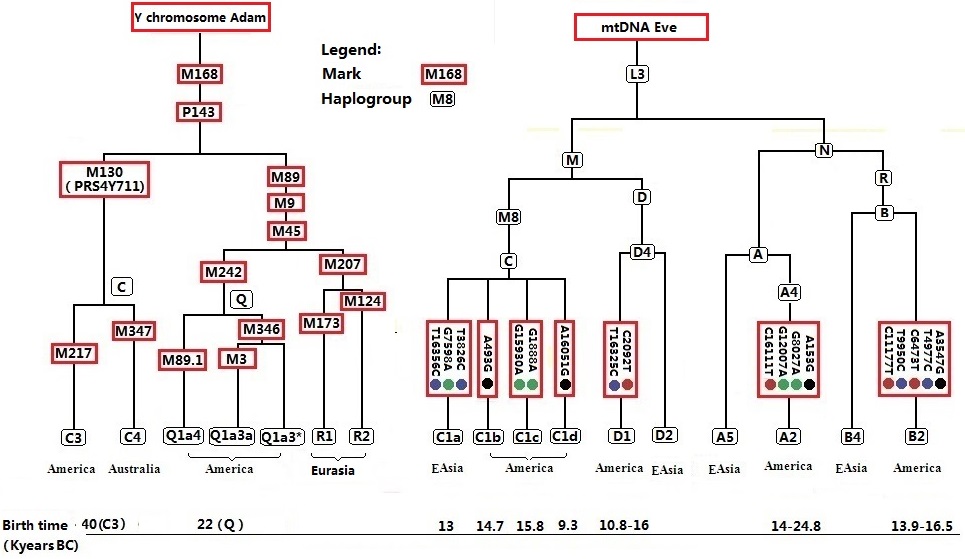 Y chromosome Adam
mtDNA Eve
Legend:
Mark M168
Haplogroup M8
M168
P143
M130
( PRS4Y711)
M89
M9
M45
M242
M207
C
Q
M124
M347
M346
M173
M217
M89.1
M3
C3
C4
Q1a4
Q1a3a
Q1a3*
R1
R2
America
Australia
America
Eurasia
L3
M
N
D
R
M8
B
C
D4
A
A4
T16356C
G7598A
T3826C
A493G
G15930A
G1888A
A16051G
T16325C
C2092T
C16111T
G12007A
G8027A
A153G
C11177T
T9950C
C6473T
T4977C
A3547G
C1a
C1b
C1c
C1d
D1
D2
A5
A2
B4
B2
EAsia
America
America
EAsia
EAsia
America
EAsia
America
Birth time 40(C3) 22 (Q) 13 14.7 15.8 9.3 10.8-16 14-24.8 13.9-16.5
(Kyears BC)